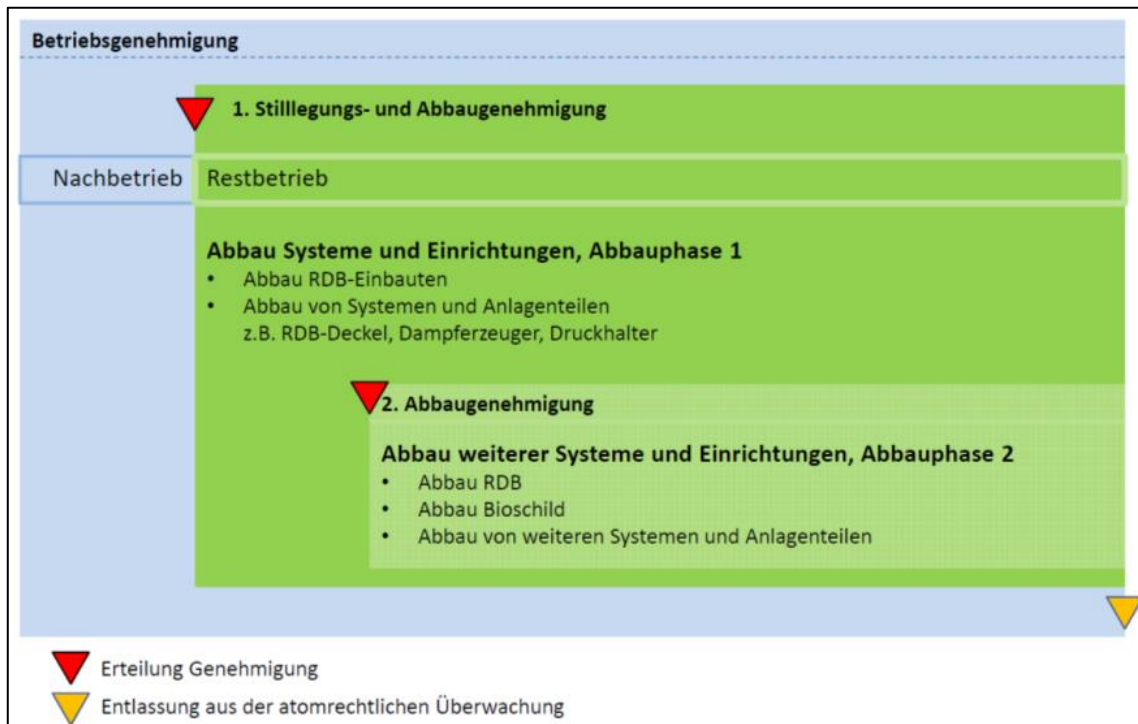 Betriebsgenehmigung
1. Stilllegungs- und Abbaugenehmigung
Nachbetrieb Restbetrieb
Abbau Systeme und Einrichtungen, Abbauphase 1
• Abbau RDB-Einbauten
• Abbau von Systemen und Anlagenteilen
z.B. RDB-Deckel, Dampferzeuger, Druckhalter
2. Abbaugenehmigung
Abbau weiterer Systeme und Einrichtungen, Abbauphase 2
• Abbau RDB
• Abbau Bioschild
• Abbau von weiteren Systemen und Anlagenteilen
Erteilung Genehmigung
Entlassung aus der atomrechtlichen Überwachung